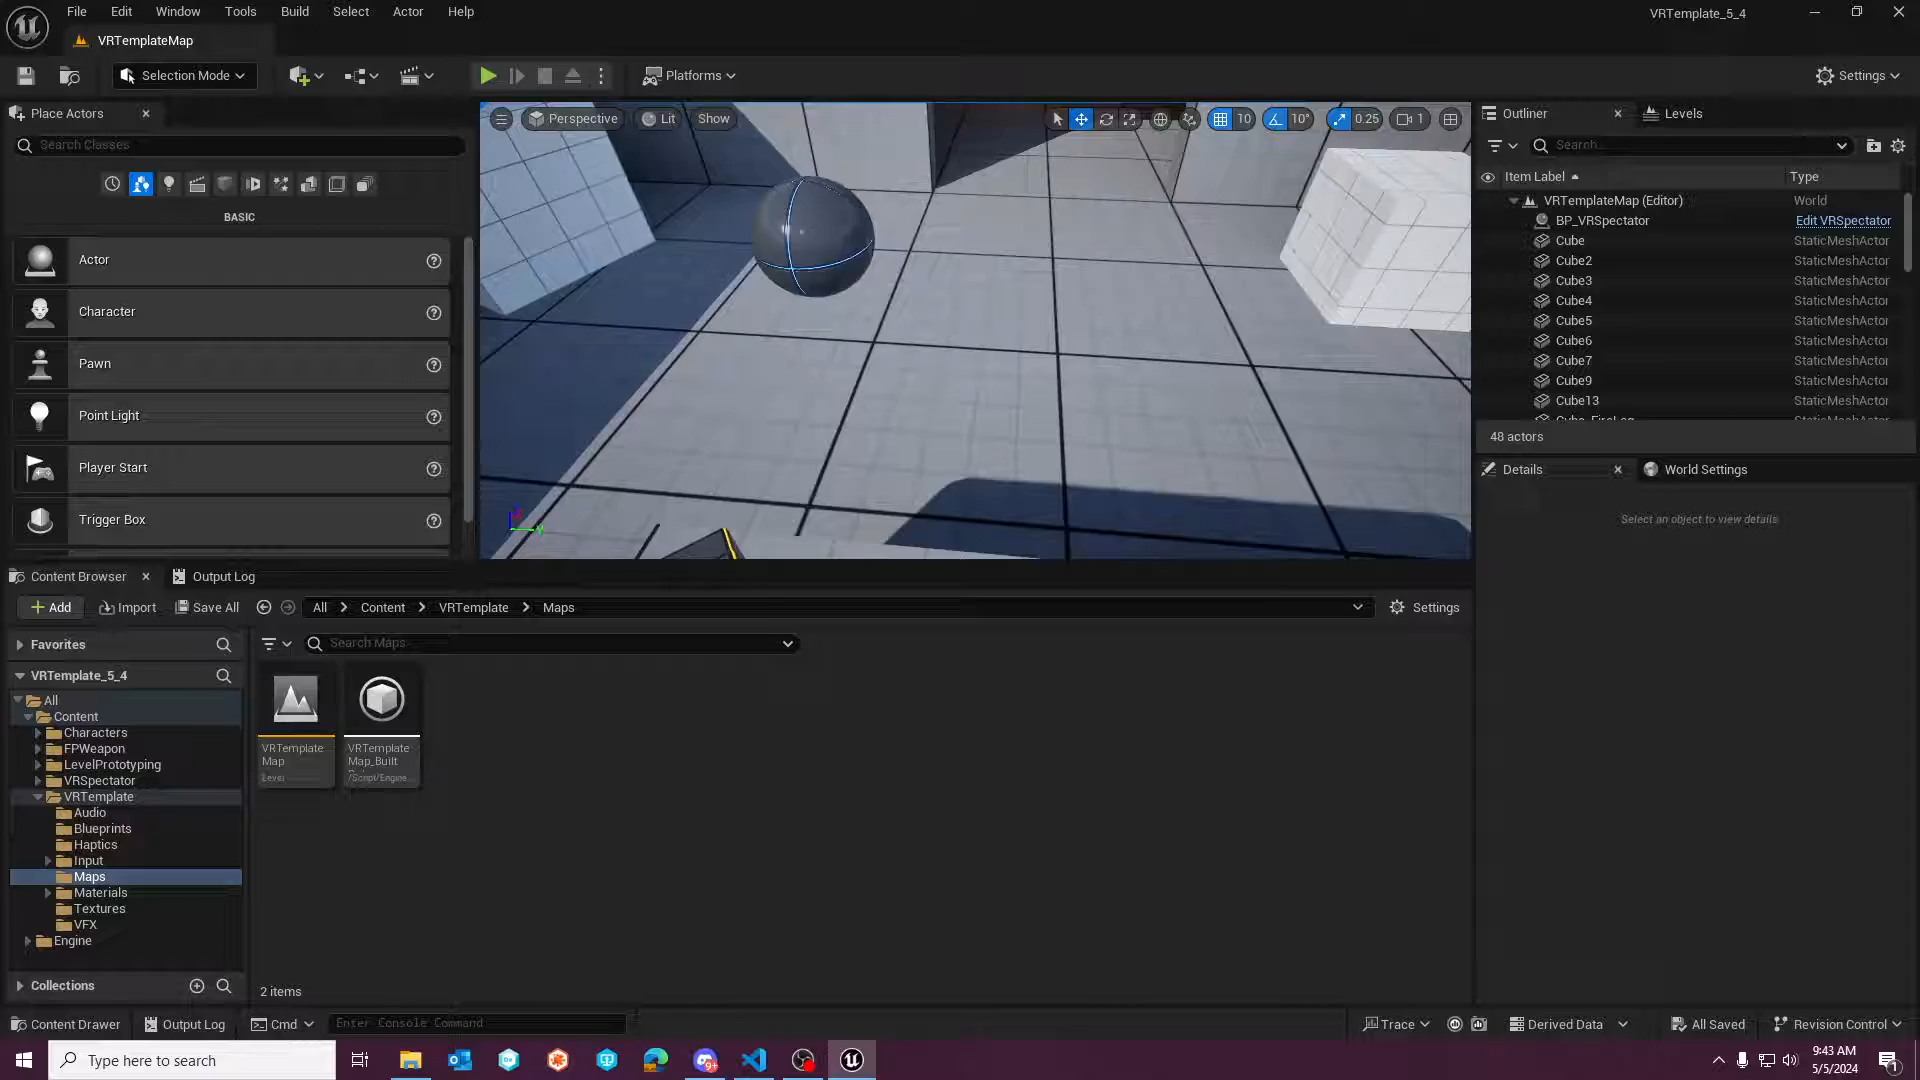 File Edit Window Tools Build Select Actor Help
VRTemplate_5_4
VRTemplateMap
Selection Mode
Platforms
Settings
Place Actors
Search Classes
BASIC
Actor
Character
Pawn
Point Light
Player Start
Trigger Box
Perspective Lit Show
10 10° 0.25 1
Outliner Levels
Search...
Item Label Type
VRTemplateMap (Editor) World
BP_VRSpectator Edit VRSpectator
Cube StaticMeshActor
Cube2 StaticMeshActor
Cube3 StaticMeshActor
Cube4 StaticMeshActor
Cube5 StaticMeshActor
Cube6 StaticMeshActor
Cube7 StaticMeshActor
Cube9 StaticMeshActor
Cube13 StaticMeshActor
48 actors
Details World Settings
Select an object to view details
Content Browser Output Log
Add Import Save All All Content VRTemplate Maps Settings
Favorites
Search Maps
VRTemplate_5_4
All
Content
Characters
FPWeapon
LevelPrototyping
VRSpectator
VRTemplate
Audio
Blueprints
Haptics
Input
Maps
Materials
Textures
VFX
Engine
Collections
VRTemplate
Map
Level
VRTemplate
Map_Built
/Script/Engine...
2 items
Content Drawer Output Log Cmd Enter Console Command Trace Derived Data All Saved Revision Control
Type here to search
9+
9:43 AM
5/5/2024
1